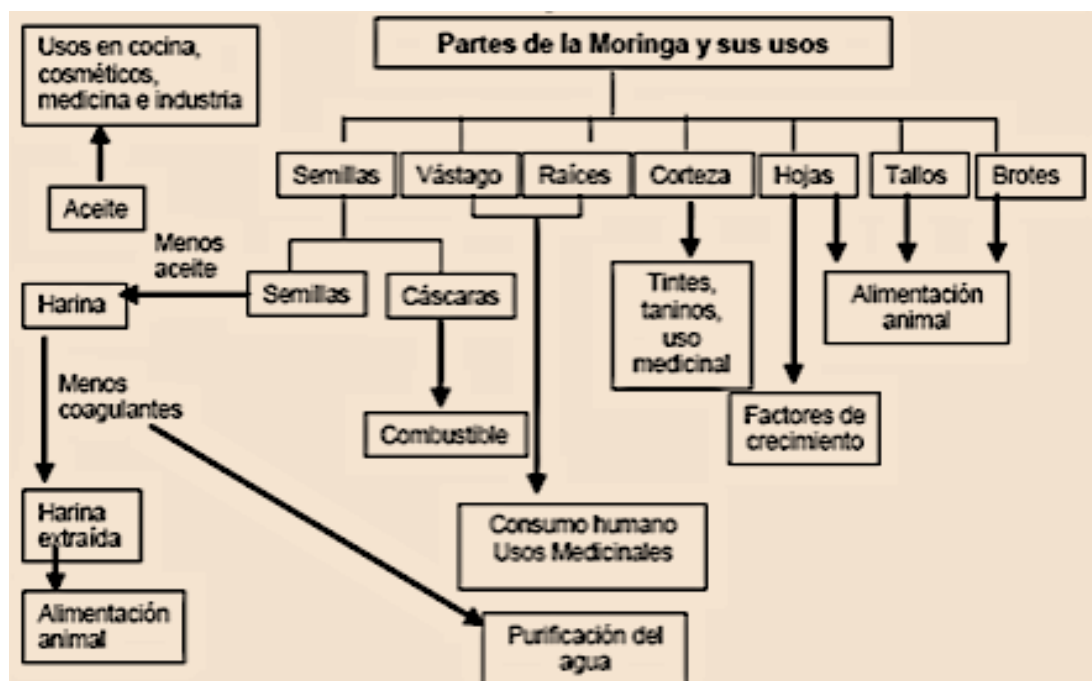 Partes de la Moringa y sus usos
Usos en cocina,
cosméticos,
medicina e industria
Semillas
Vástago
Raíces
Corteza
Hojas
Tallos
Brotes
Aceite
Menos
aceite
Harina
Semillas
Cáscaras
Tintes,
taninos,
uso
medicinal
Alimentación
animal
Menos
coagulantes
Combustible
Factores de
crecimiento
Harina
extraída
Consumo humano
Usos Medicinales
Alimentación
animal
Purificación del
agua